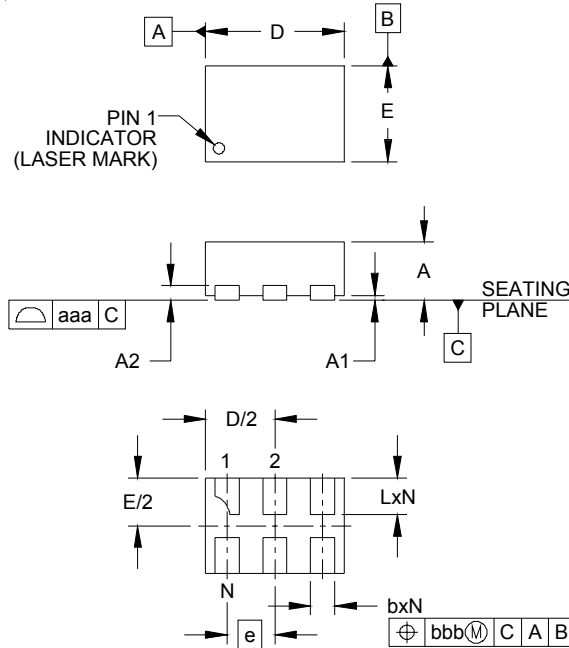 A
D
B
PIN 1
INDICATOR
(LASER MARK)
E
A
SEATING
PLANE
aaa C
A2
A1
C
D/2
1 2
E/2
LxN
N
bxN
e
bbb Ⓜ C A B